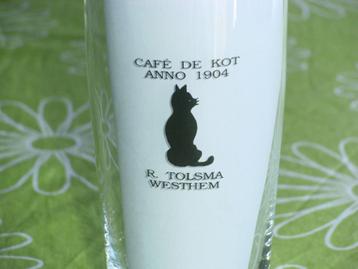 CAFÉ DE KOT
ANNO 1904
R. TOLSMA
WESTHEM